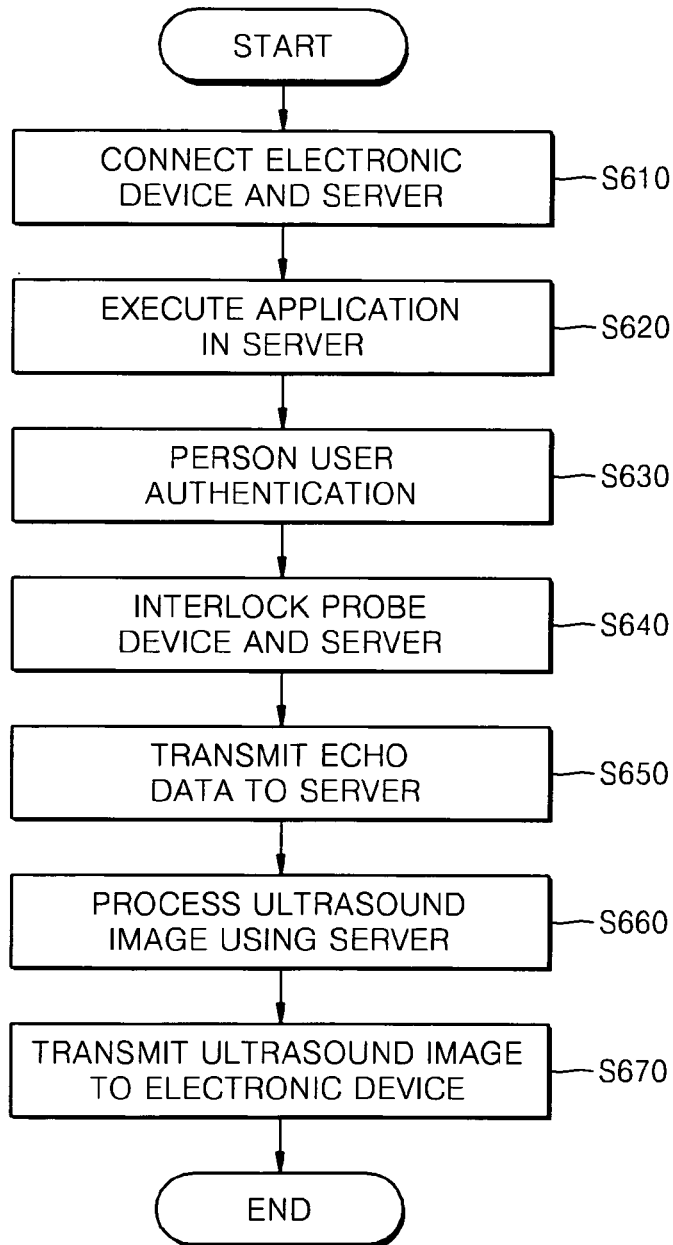 START
CONNECT ELECTRONIC
DEVICE AND SERVER
S610
EXECUTE APPLICATION
IN SERVER
S620
PERSON USER
AUTHENTICATION
S630
INTERLOCK PROBE
DEVICE AND SERVER
S640
TRANSMIT ECHO
DATA TO SERVER
S650
PROCESS ULTRASOUND
IMAGE USING SERVER
S660
TRANSMIT ULTRASOUND IMAGE
TO ELECTRONIC DEVICE
S670
END